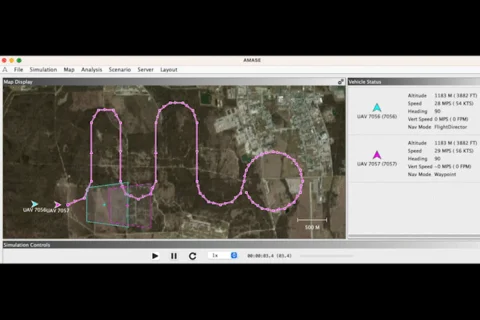 AMASE
File Simulation Map Analysis Scenario Server Layout
Map Display
Vehicle Status
UAV 7056 (7056)
Altitude 1183 M (3882 FT)
Speed 28 MPS ( 54 KTS)
Heading 90
Vert Speed 0 MPS ( 0 FPM)
Nav Mode FlightDirector
UAV 7057 (7057)
Altitude 1183 M (3882 FT)
Speed 29 MPS ( 56 KTS)
Heading 90
Vert Speed -0 MPS ( 0 FPM)
Nav Mode Waypoint
UAV 7056 UAV 7057
500 M
Simulation Controls
1x 00:00:03.4 (03.4)